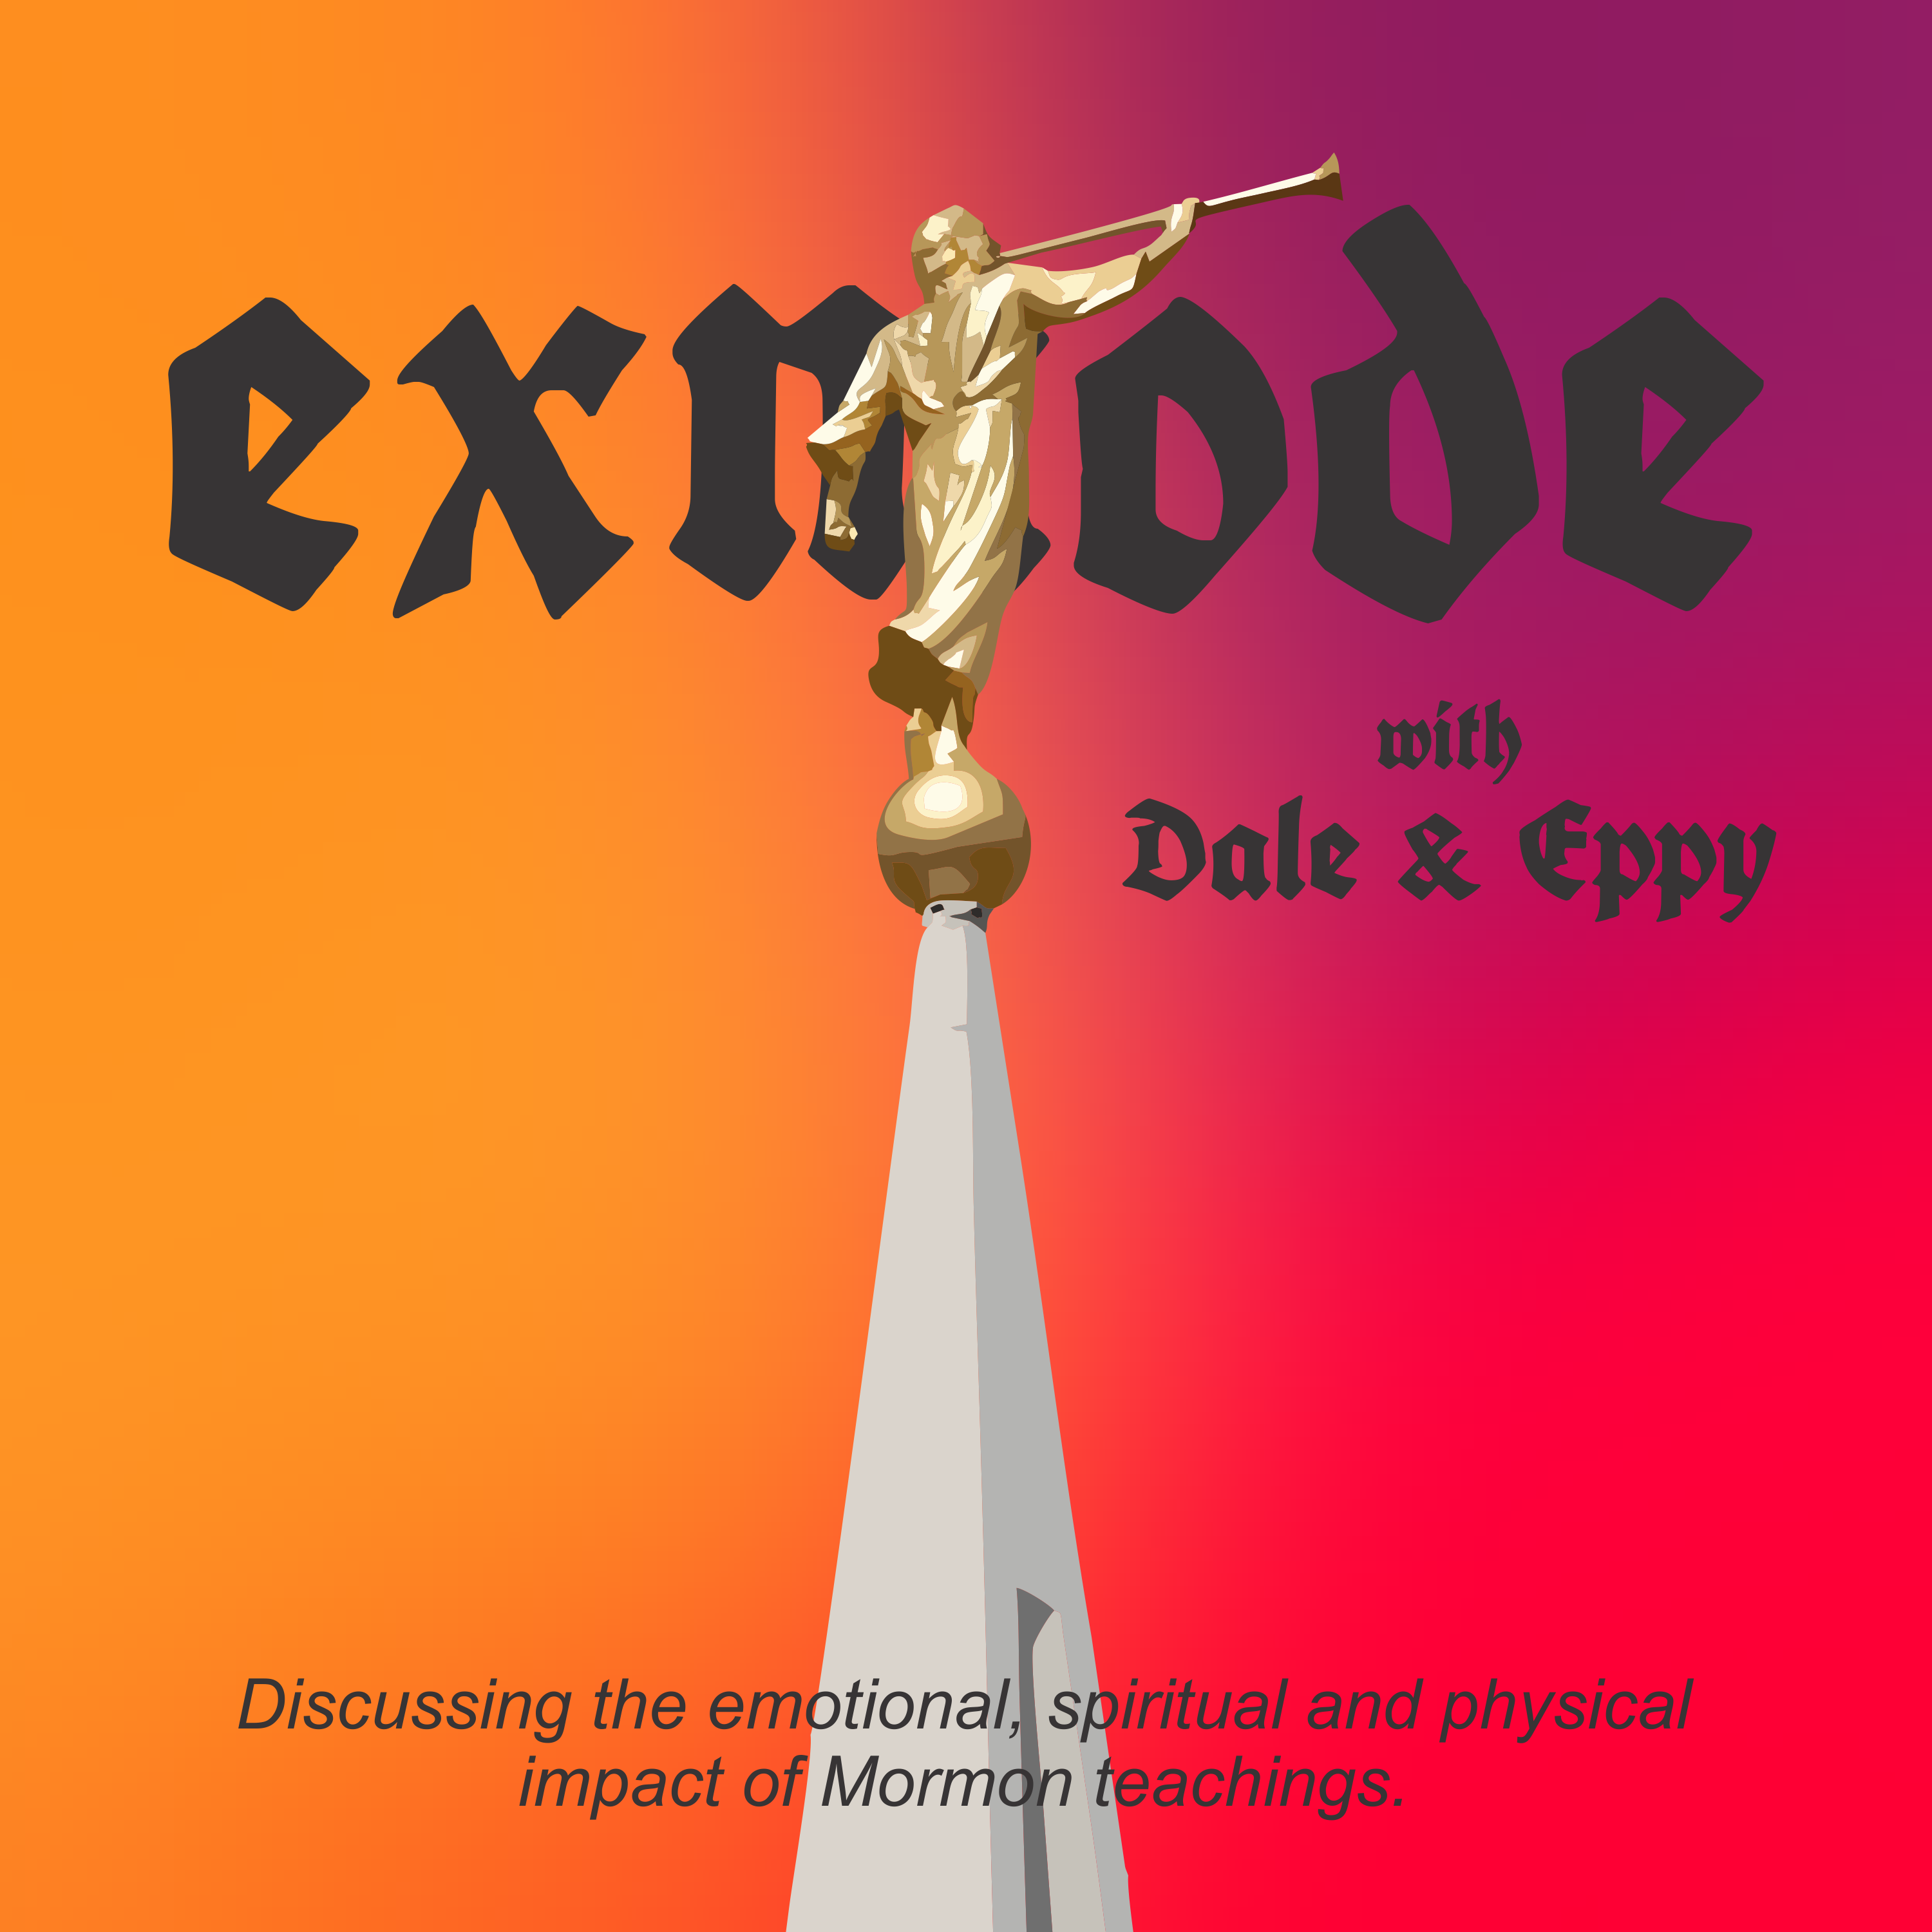 exmode
with
Dale & Eppy
Discussing the emotional, spiritual and physical
impact of Mormon teachings.